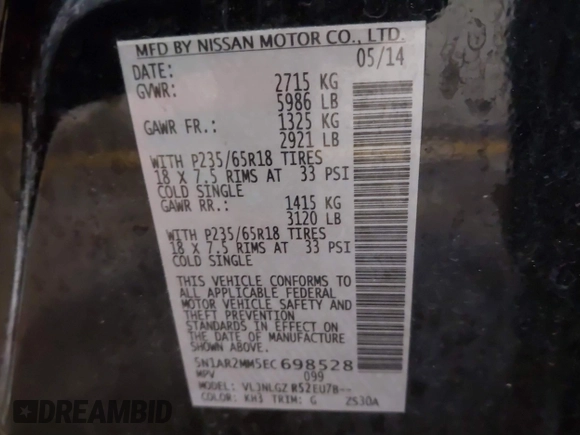 MFD BY NISSAN MOTOR CO., LTD.
DATE: 05/14
GVWR: 2715 KG
5986 LB
GAWR FR.: 1325 KG
2921 LB
WITH P235/65R18 TIRES
18 X 7.5 RIMS AT 33 PSI
COLD SINGLE
GAWR RR.: 1415 KG
3120 LB
WITH P235/65R18 TIRES
18 X 7.5 RIMS AT 33 PSI
COLD SINGLE
THIS VEHICLE CONFORMS TO
ALL APPLICABLE FEDERAL
MOTOR VEHICLE SAFETY AND
THEFT PREVENTION
STANDARDS IN EFFECT ON
THE DATE OF MANUFACTURE
SHOWN ABOVE.
5N1AR2MM5EC698528
MPV 099
MODEL: VLJNLGZ R52EU7B--
COLOR: KH3 TRIM: G ZS30A
DREAMBID